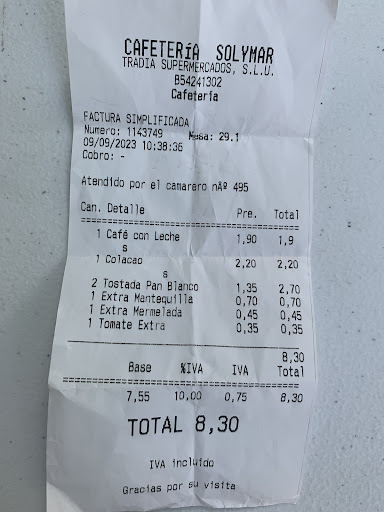 CAFETERíA SOLYMAR
TRADIA SUPERMERCADOS, S.L.U.
B54241302
Cafetería
FACTURA SIMPLIFICADA
Numero: 1143749 Mesa: 29.1
09/09/2023 10:38:36
Cobro: -
Atendido por el camarero nÂº 495
Can. Detalle Pre. Total
1 Café con Leche 1,90 1,9
s
1 Colacao 2,20 2,20
s
2 Tostada Pan Blanco 1,35 2,70
1 Extra Mantequilla 0,70 0,70
1 Extra Mermelada 0,45 0,45
1 Tomate Extra 0,35 0,35
8,30
Base %IVA IVA Total
7,55 10,00 0,75 8,30
TOTAL 8,30
IVA incluido
Gracias por su visita